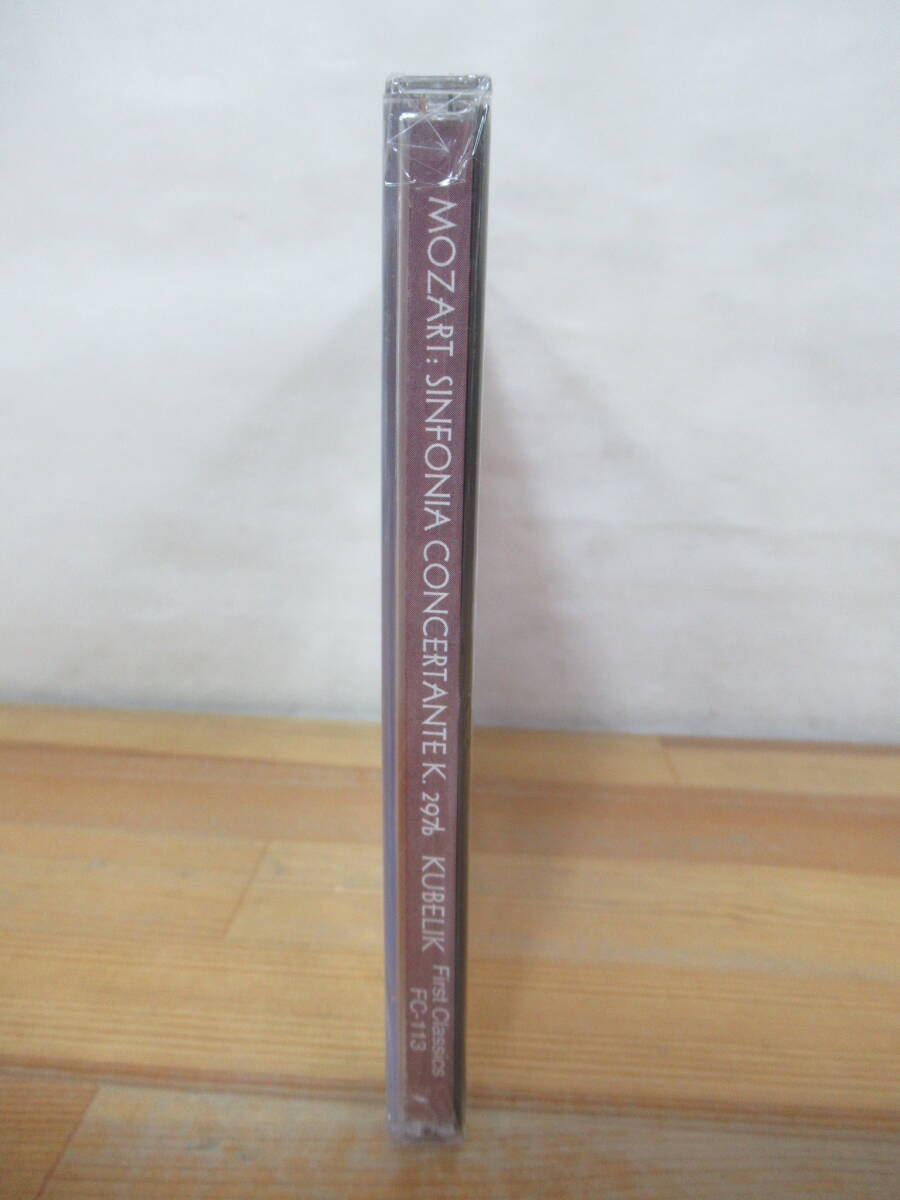 MOZART: SINFONIA CONCERTANTE K. 297b KUBELIK
First Classics
FC-113